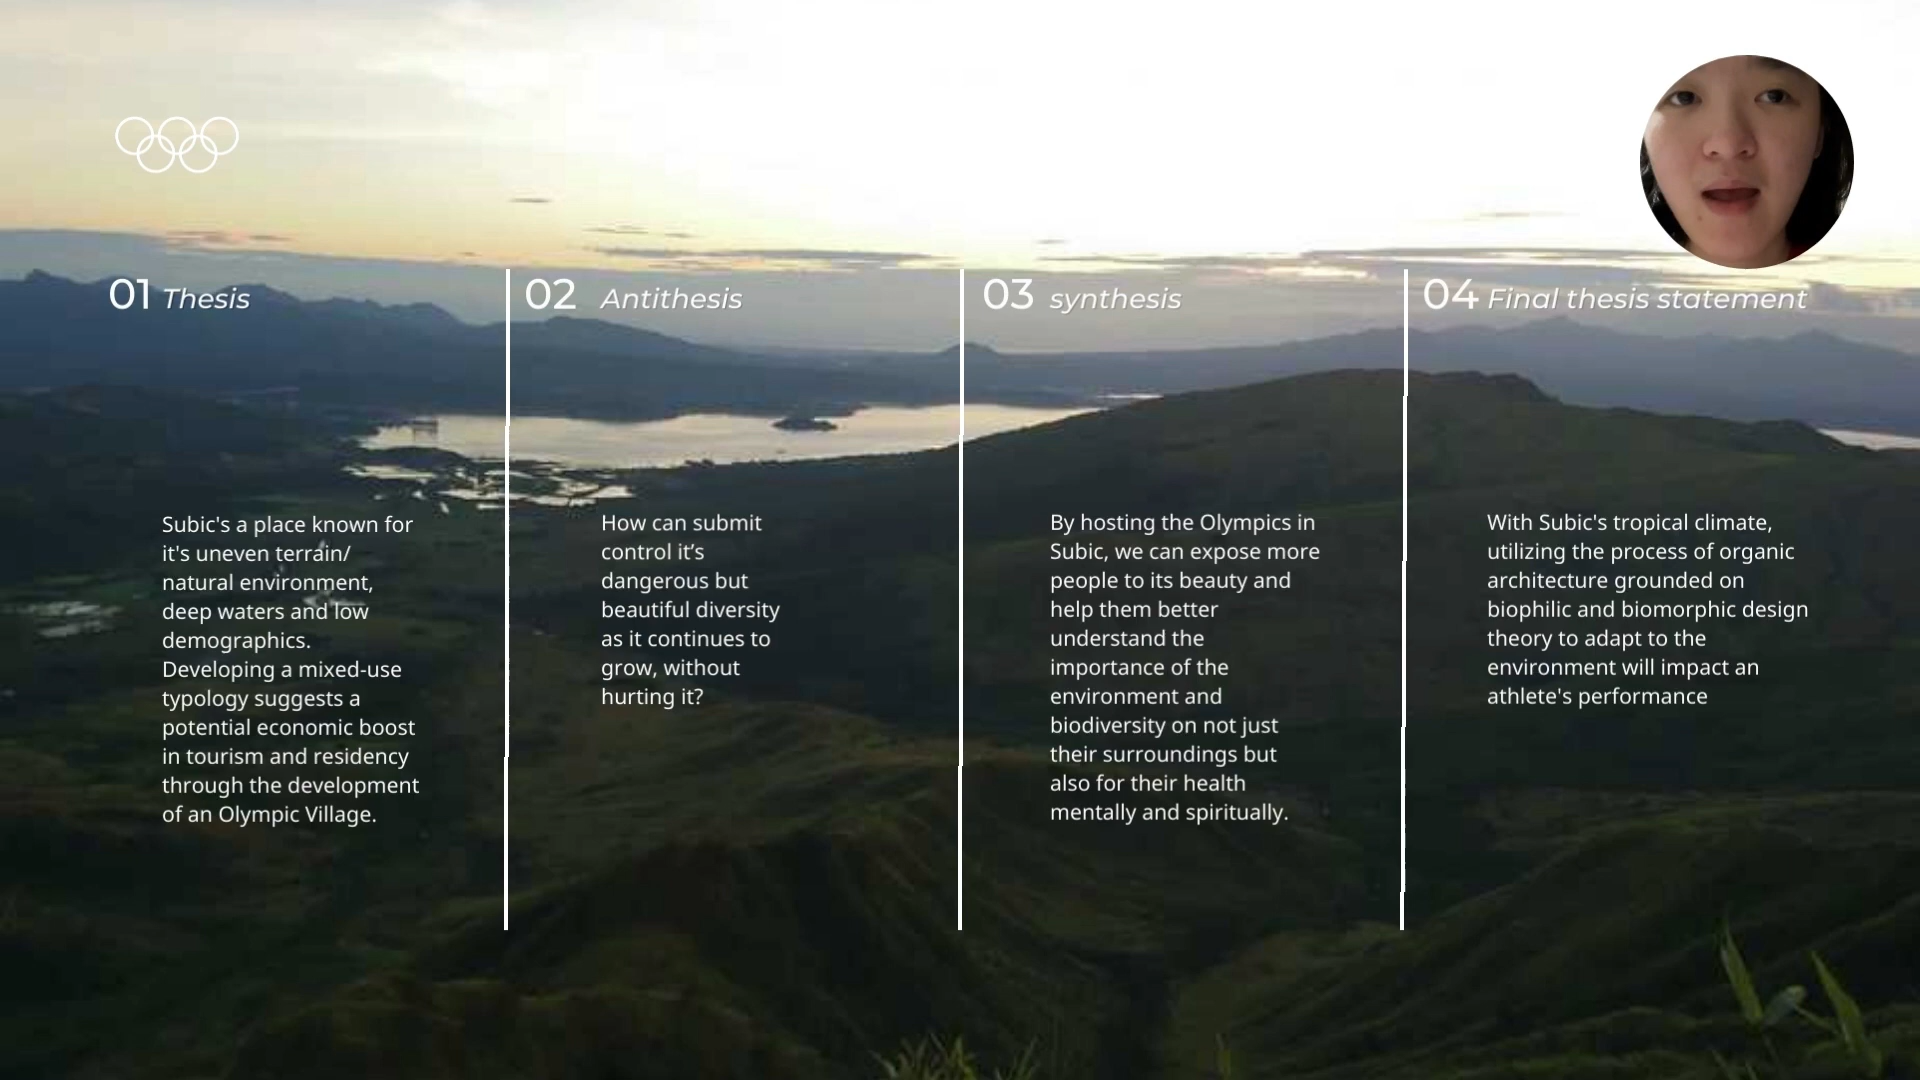 01 Thesis
Subic's a place known for
it's uneven terrain/
natural environment,
deep waters and low
demographics.
Developing a mixed-use
typology suggests a
potential economic boost
in tourism and residency
through the development
of an Olympic Village.
02 Antithesis
How can submit
control it’s
dangerous but
beautiful diversity
as it continues to
grow, without
hurting it?
03 synthesis
By hosting the Olympics in
Subic, we can expose more
people to its beauty and
help them better
understand the
importance of the
environment and
biodiversity on not just
their surroundings but
also for their health
mentally and spiritually.
04 Final thesis statement
With Subic's tropical climate,
utilizing the process of organic
architecture grounded on
biophilic and biomorphic design
theory to adapt to the
environment will impact an
athlete's performance